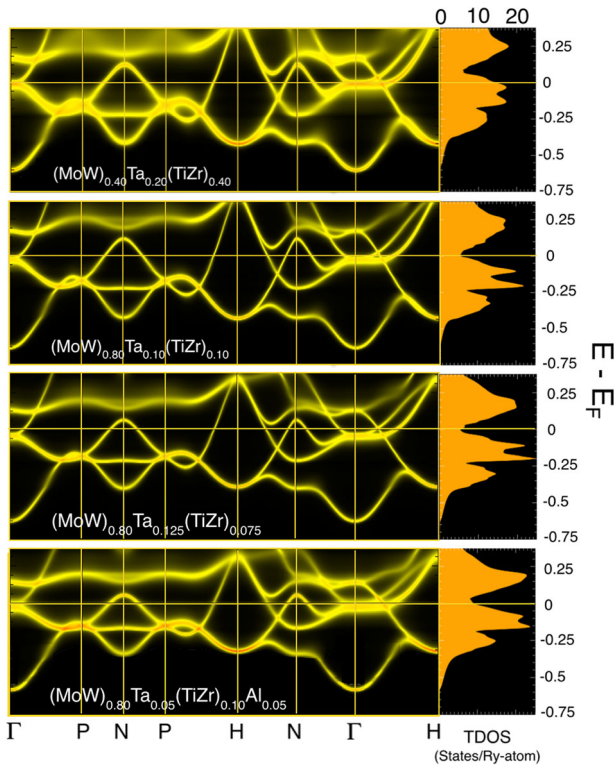 0 10 20
0.25
0
-0.25
-0.5
-0.75
(MoW)0.40Ta0.20(TiZr)0.40
0.25
0
-0.25
-0.5
-0.75
(MoW)0.80Ta0.10(TiZr)0.10
0.25
0
-0.25
-0.5
-0.75
(MoW)0.80Ta0.125(TiZr)0.075
0.25
0
-0.25
-0.5
-0.75
(MoW)0.80Ta0.05(TiZr)0.10Al0.05
E - EF
Γ P N P H N Γ H
TDOS
(States/Ry-atom)